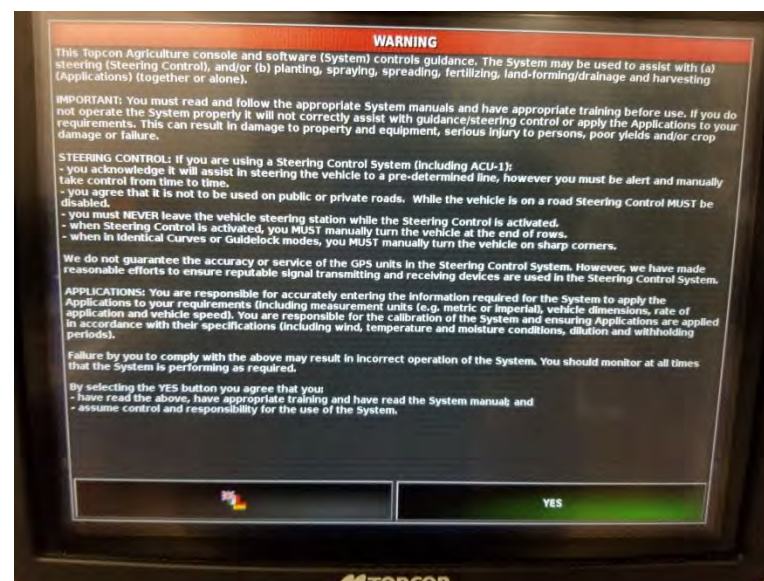 WARNING
This Topcon Agriculture console and software (System) controls guidance. The System may be used to assist with (a)
steering (Steering Control), and/or (b) planting, spraying, spreading, fertilizing, land-forming/drainage and harvesting
(Applications) (together or alone).
IMPORTANT: You must read and follow the appropriate System manuals and have appropriate training before use. If you do
not operate the System properly it will not correctly assist with guidance/steering control or apply the Applications to your
requirements. This can result in damage to property and equipment, serious injury to persons, poor yields and/or crop
damage or failure.
STEERING CONTROL: If you are using a Steering Control System (including ACU-1):
- you acknowledge it will assist in steering the vehicle to a pre-determined line, however you must be alert and manually
take control from time to time.
- you agree that it is not to be used on public or private roads. While the vehicle is on a road Steering Control MUST be
disabled.
- you must NEVER leave the vehicle steering station while the Steering Control is activated.
- when Steering Control is activated, you MUST manually turn the vehicle at the end of rows.
- when in Identical Curves or Guidelock modes, you MUST manually turn the vehicle on sharp corners.
We do not guarantee the accuracy or service of the GPS units in the Steering Control System. However, we have made
reasonable efforts to ensure reputable signal transmitting and receiving devices are used in the Steering Control System.
APPLICATIONS: You are responsible for accurately entering the information required for the System to apply the
Applications to your requirements (including measurement units (e.g. metric or imperial), vehicle dimensions, rate of
application and vehicle speed). You are responsible for the calibration of the System and ensuring Applications are applied
in accordance with their specifications (including wind, temperature and moisture conditions, dilution and withholding
periods).
Failure by you to comply with the above may result in incorrect operation of the System. You should monitor at all times
that the System is performing as required.
By selecting the YES button you agree that you:
- have read the above, have appropriate training and have read the System manual; and
- assume control and responsibility for the use of the System.
YES
TOPCON